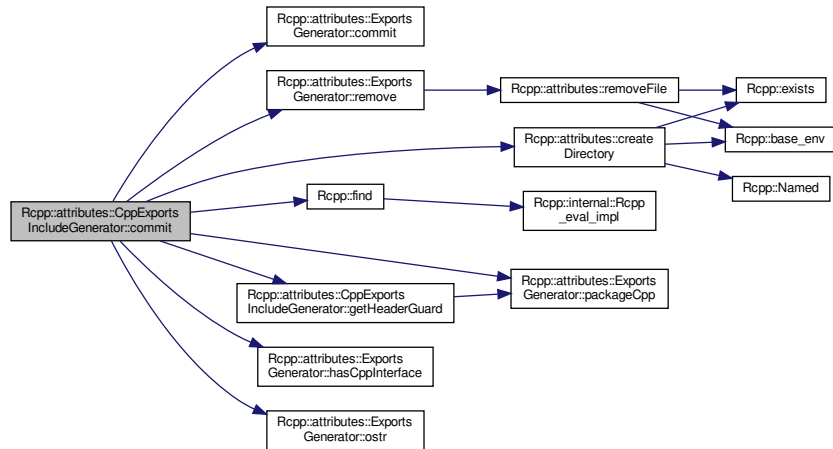 Rcpp::attributes::Exports
Generator::commit
Rcpp::attributes::Exports
Generator::remove
Rcpp::attributes::removeFile
Rcpp::exists
Rcpp::attributes::create
Directory
Rcpp::base_env
Rcpp::Named
Rcpp::find
Rcpp::internal::Rcpp
_eval_impl
Rcpp::attributes::CppExports
IncludeGenerator::commit
Rcpp::attributes::CppExports
IncludeGenerator::getHeaderGuard
Rcpp::attributes::Exports
Generator::packageCpp
Rcpp::attributes::Exports
Generator::hasCppInterface
Rcpp::attributes::Exports
Generator::ostr